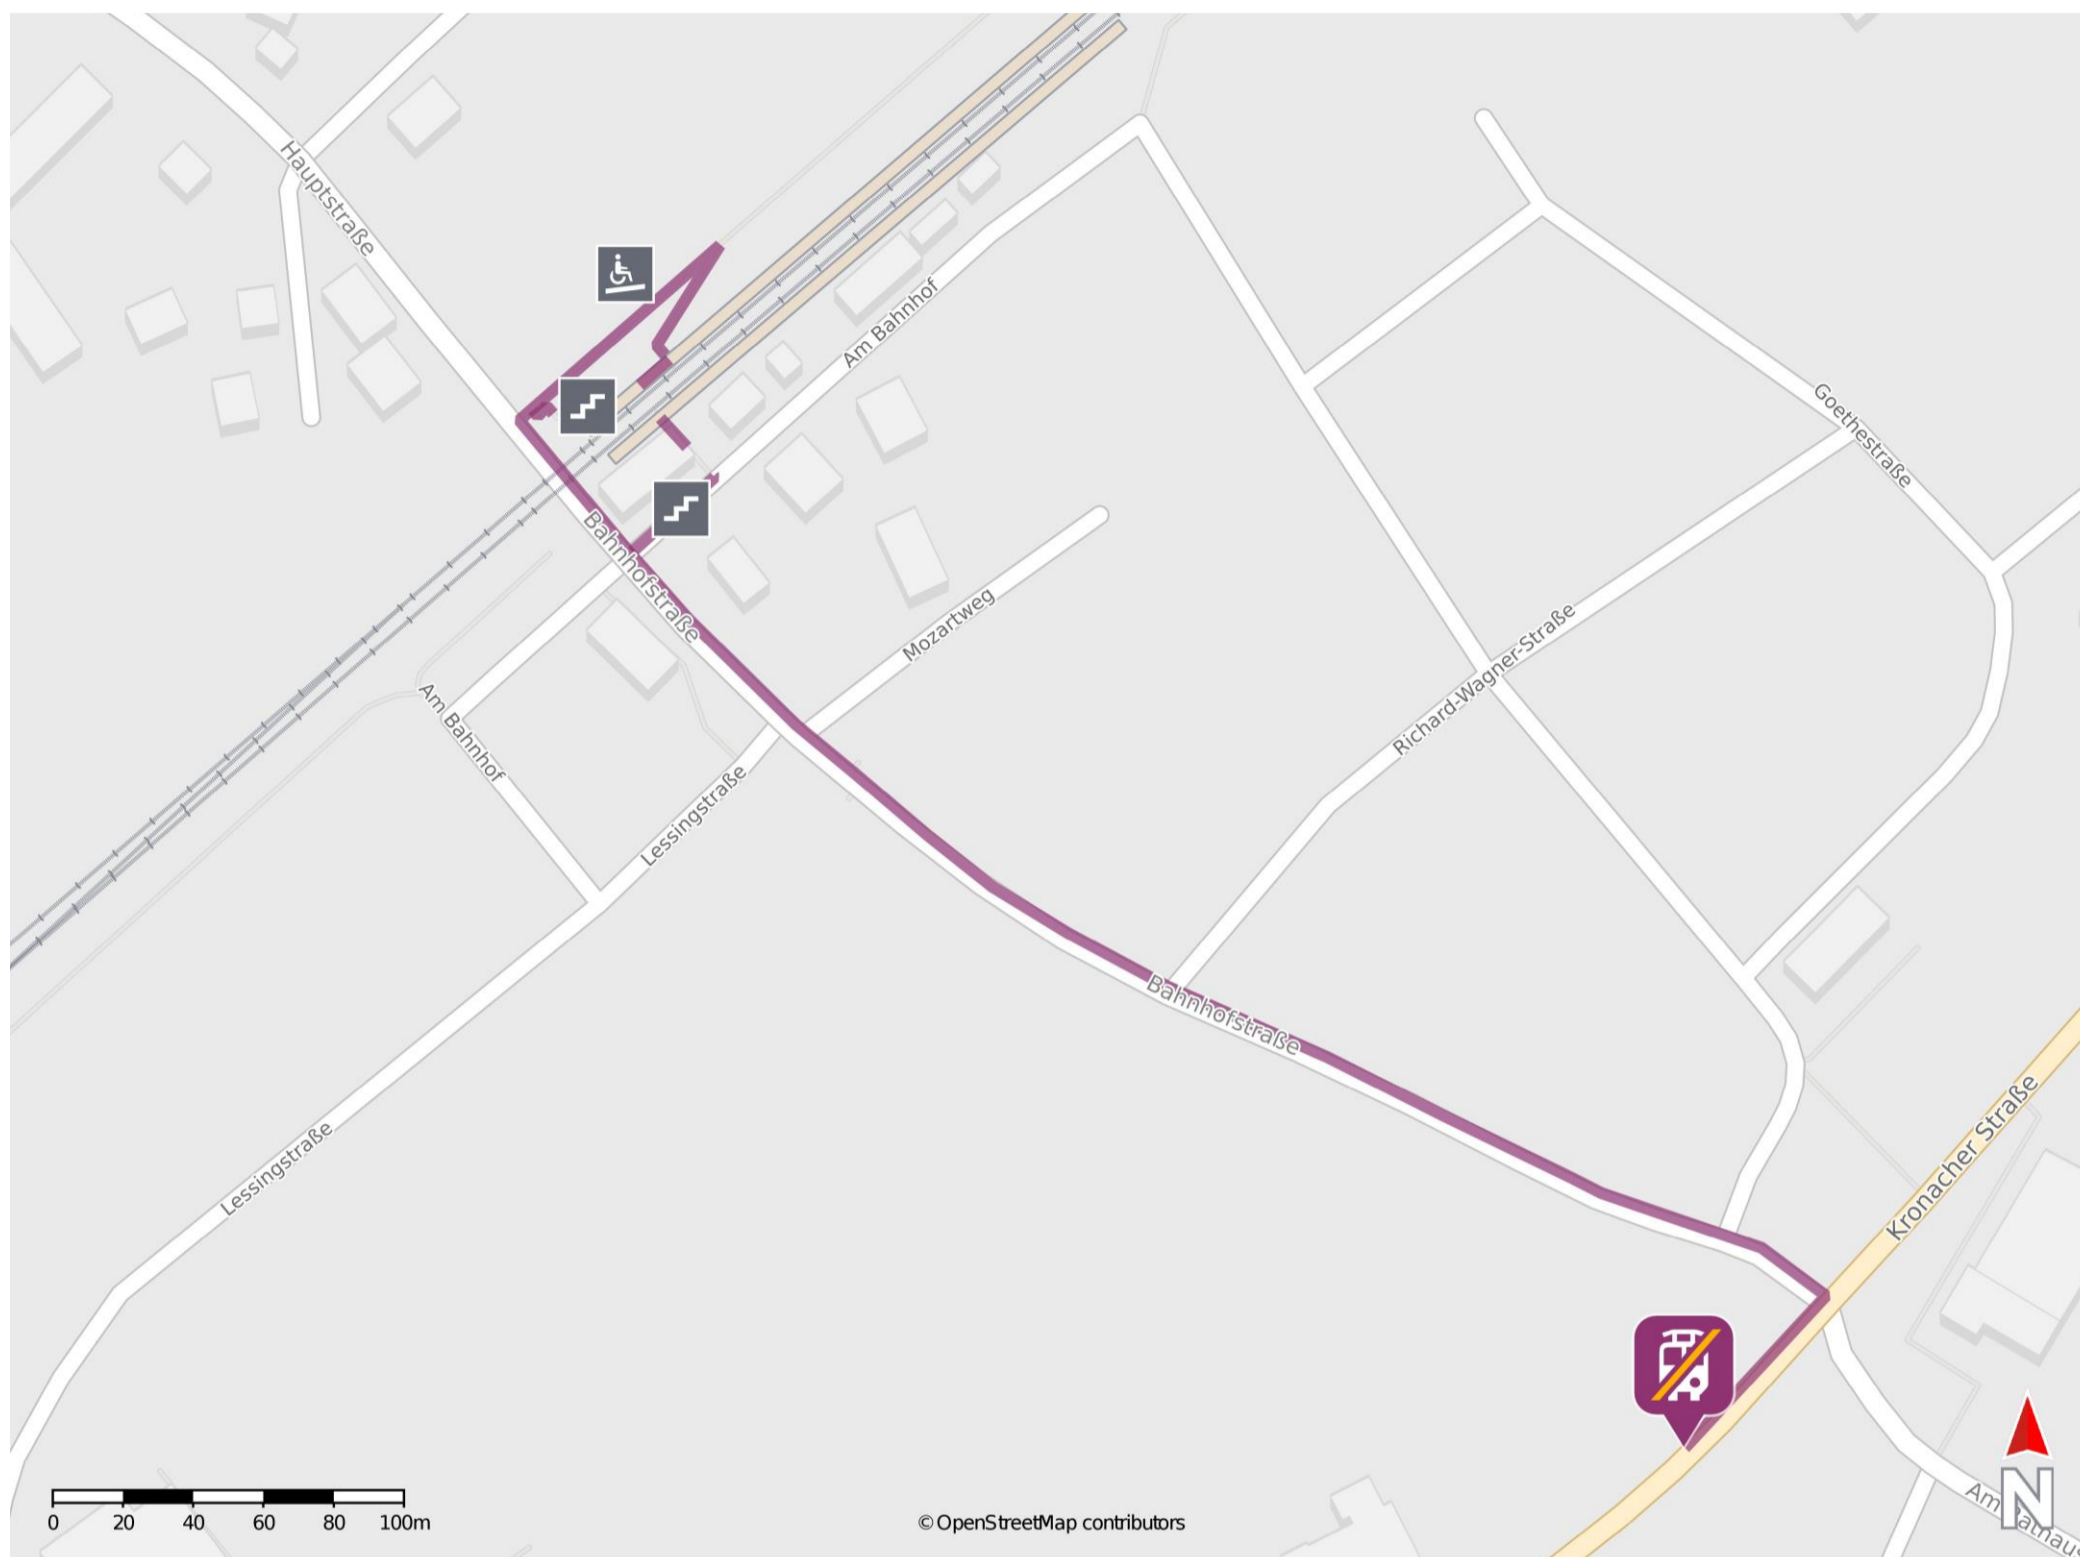 Hauptstraße
Am Bahnhof
Goethestraße
Bahnhofstraße
Mozartweg
Richard-Wagner-Straße
Am Bahnhof
Lessingstraße
Bahnhofstraße
Kronacher Straße
Lessingstraße
N
Am
0 20 40 60 80 100m
© OpenStreetMap contributors